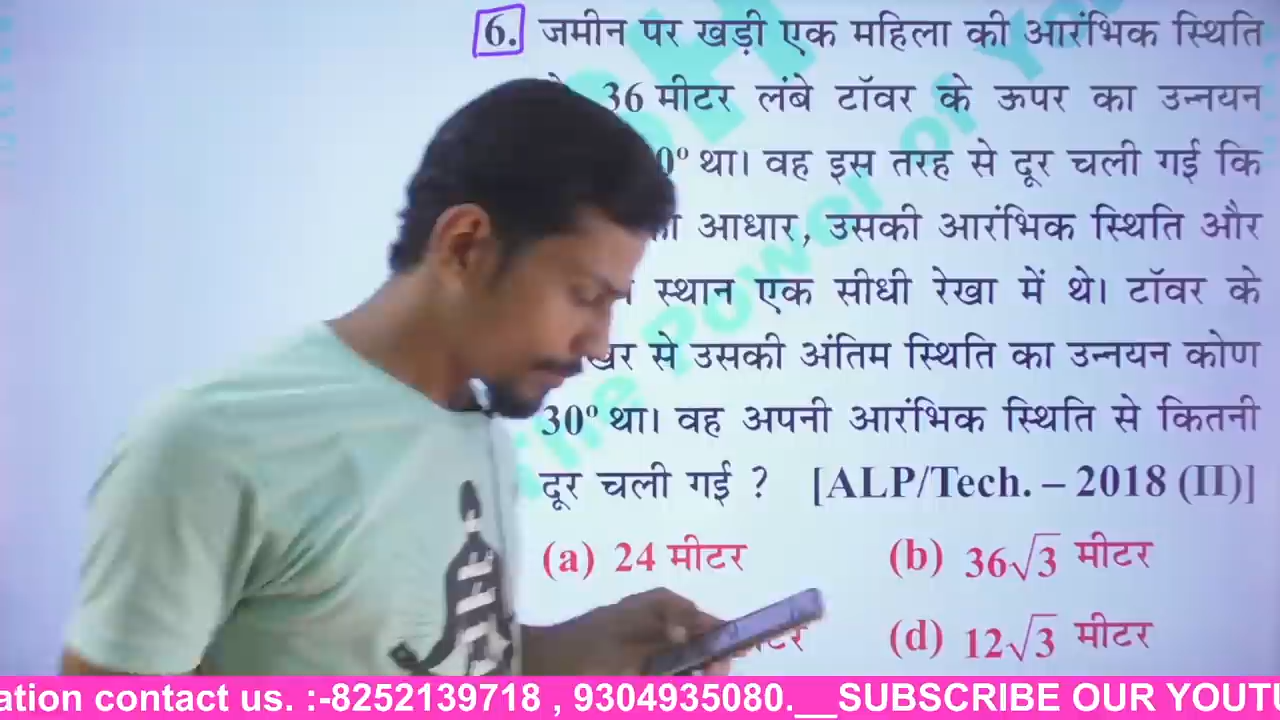 6. जमीन पर खड़ी एक महिला की आरंभिक स्थिति
36 मीटर लंबे टॉवर के ऊपर का उन्नयन
था। वह इस तरह से दूर चली गई कि
आधार, उसकी आरंभिक स्थिति और
स्थान एक सीधी रेखा में थे। टॉवर के
से उसकी अंतिम स्थिति का उन्नयन कोण
30° था। वह अपनी आरंभिक स्थिति से कितनी
दूर चली गई ? [ALP/Tech. – 2018 (II)]
(a) 24 मीटर (b) 36√3 मीटर
(d) 12√3 मीटर
contact us. :-8252139718 , 9304935080.__SUBSCRIBE OUR